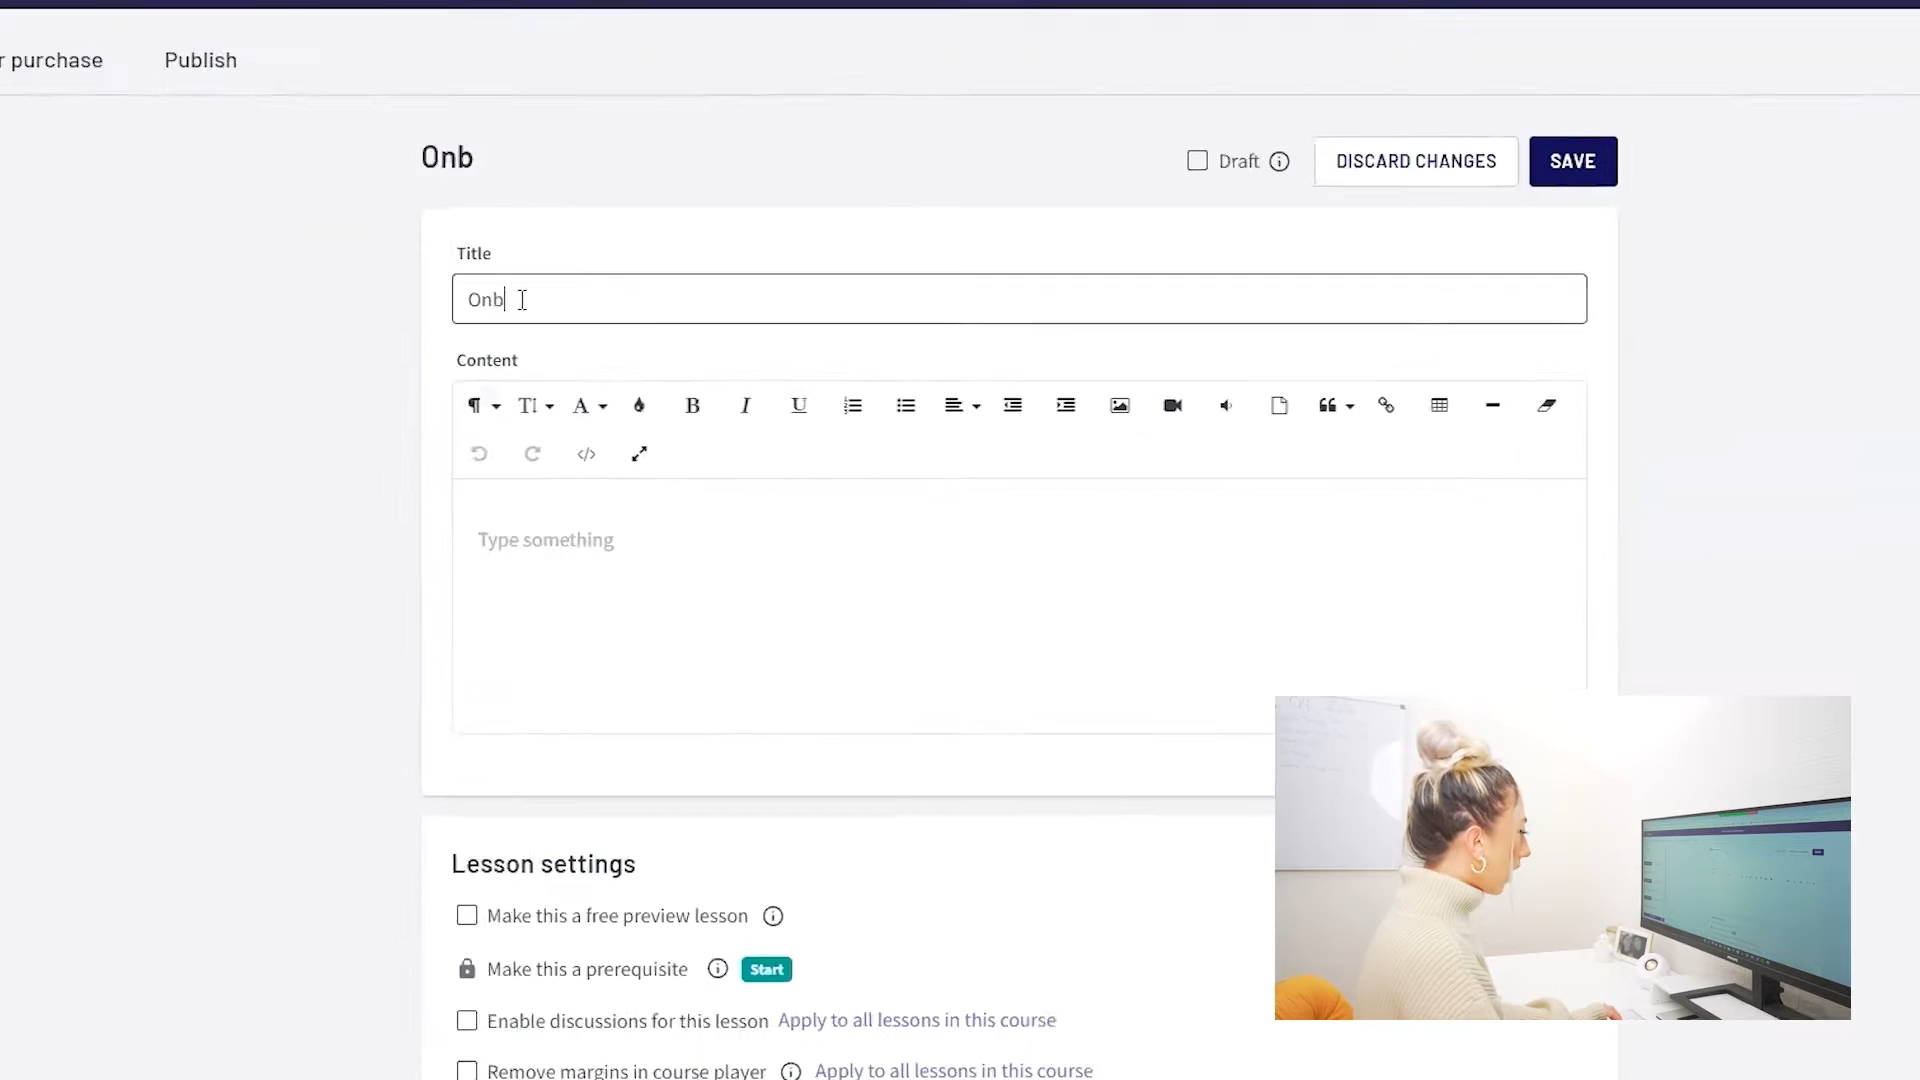 r purchase
Publish
Onb
Draft
DISCARD CHANGES
SAVE
Title
Onb
Content
Type something
Lesson settings
Make this a free preview lesson
Make this a prerequisite
Start
Enable discussions for this lesson
Apply to all lessons in this course
Remove margins in course player
Apply to all lessons in this course